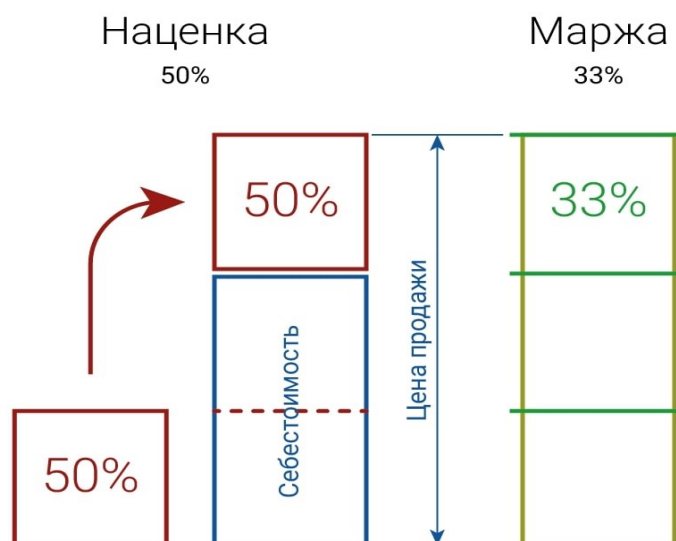 Наценка
50%
Маржа
33%
50%
33%
Себестоимость
Цена продажи
50%